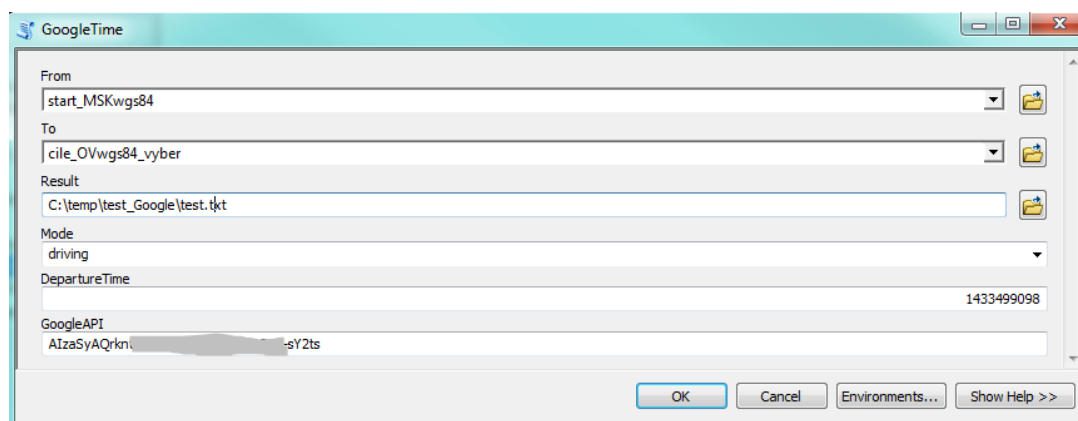 GoogleTime
From
start_MSKwgs84
To
cile_OVwgs84_vyber
Result
C:\temp\test_Google\test.txt
Mode
driving
DepartureTime
1433499098
GoogleAPI
-sY2ts
OK Cancel Environments... Show Help >>